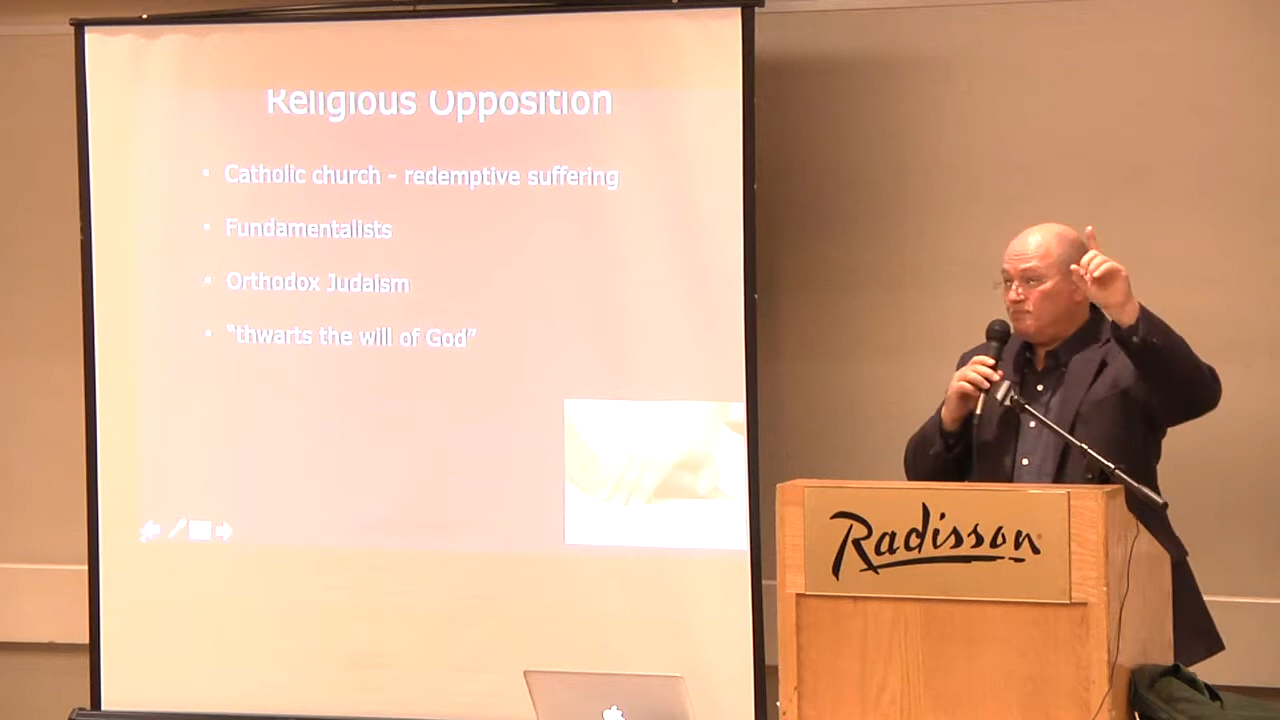 Religious Opposition
• Catholic church – redemptive suffering
• Fundamentalists
• Orthodox Judaism
• “thwarts the will of God”
Radisson